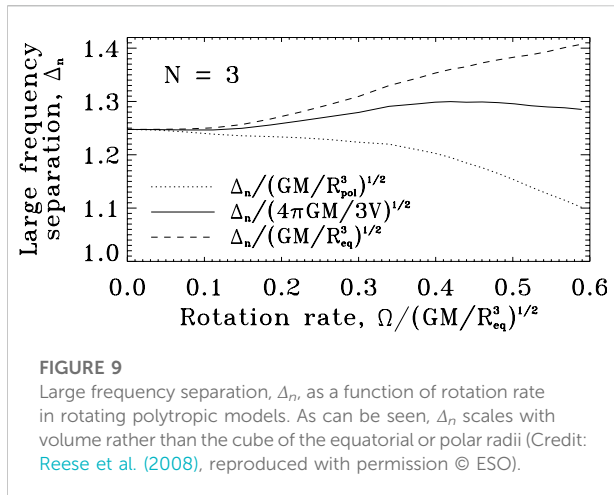 Large frequency
separation, Δₙ
1.4
1.3
1.2
1.1
1.0
N = 3
Δₙ/(GM/R³pol)^1/2
Δₙ/(4πGM/3V)^1/2
Δₙ/(GM/R³eq)^1/2
0.0 0.1 0.2 0.3 0.4 0.5 0.6
Rotation rate, Ω/(GM/R³eq)^1/2
FIGURE 9
Large frequency separation, Δₙ, as a function of rotation rate
in rotating polytropic models. As can be seen, Δₙ scales with
volume rather than the cube of the equatorial or polar radii (Credit:
Reese et al. (2008), reproduced with permission © ESO).